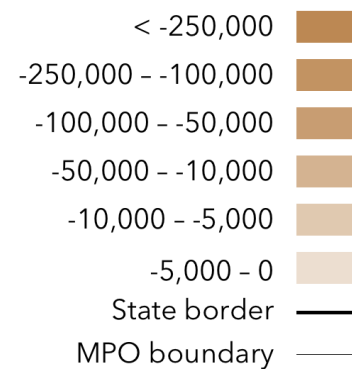 < -250,000
-250,000 – -100,000
-100,000 – -50,000
-50,000 – -10,000
-10,000 – -5,000
-5,000 – 0
State border
MPO boundary